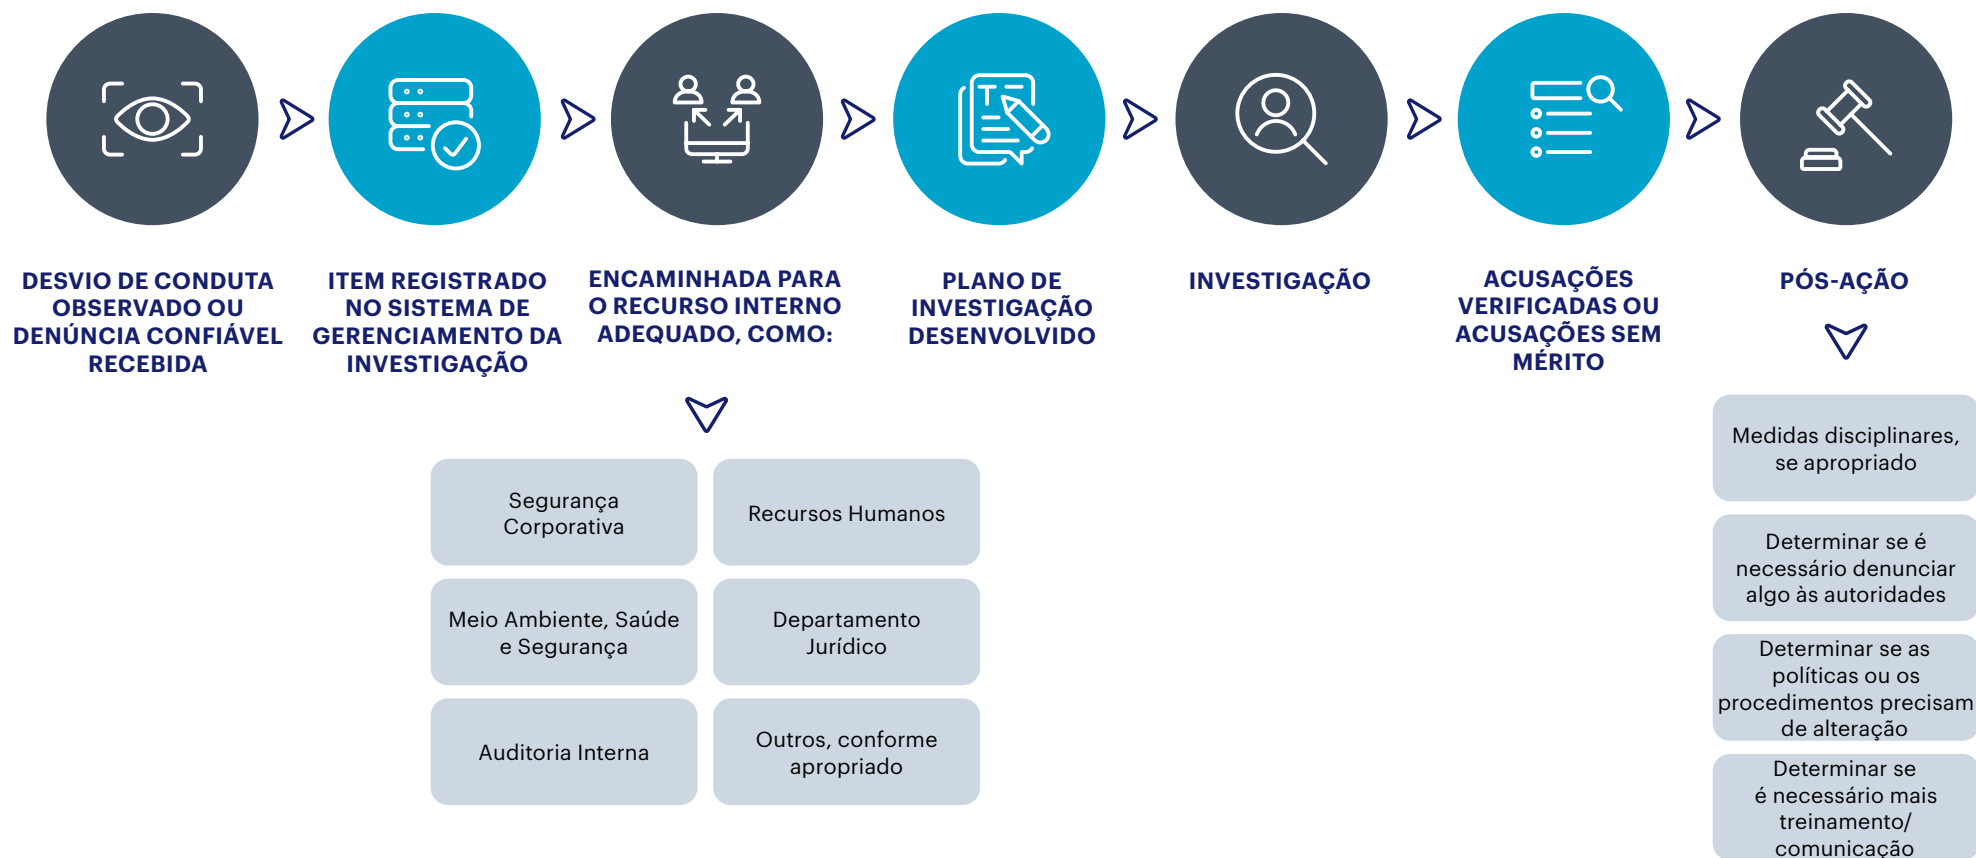 DESVIO DE CONDUTA
OBSERVADO OU
DENÚNCIA CONFIÁVEL
RECEBIDA
ITEM REGISTRADO
NO SISTEMA DE
GERENCIAMENTO DA
INVESTIGAÇÃO
ENCAMINHADA PARA
O RECURSO INTERNO
ADEQUADO, COMO:
Segurança
Corporativa
Recursos Humanos
Meio Ambiente, Saúde
e Segurança
Departamento
Jurídico
Auditoria Interna
Outros, conforme
apropriado
PLANO DE
INVESTIGAÇÃO
DESENVOLVIDO
INVESTIGAÇÃO
ACUSAÇÕES
VERIFICADAS OU
ACUSAÇÕES SEM
MÉRITO
PÓS-AÇÃO
Medidas disciplinares,
se apropriado
Determinar se é
necessário denunciar
algo às autoridades
Determinar se as
políticas ou os
procedimentos precisam
de alteração
Determinar se
é necessário mais
treinamento/
comunicação